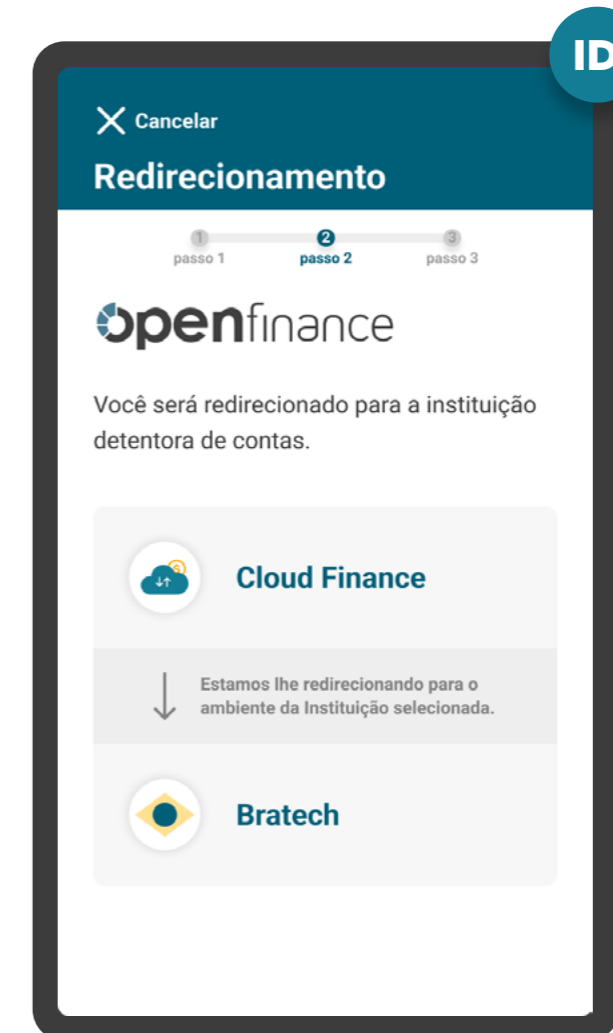 ID
Cancelar
Redirecionamento
1 2 3
passo 1 passo 2 passo 3
openfinance
Você será redirecionado para a instituição
detentora de contas.
$
Cloud Finance
Estamos lhe redirecionando para o
ambiente da Instituição selecionada.
Bratech